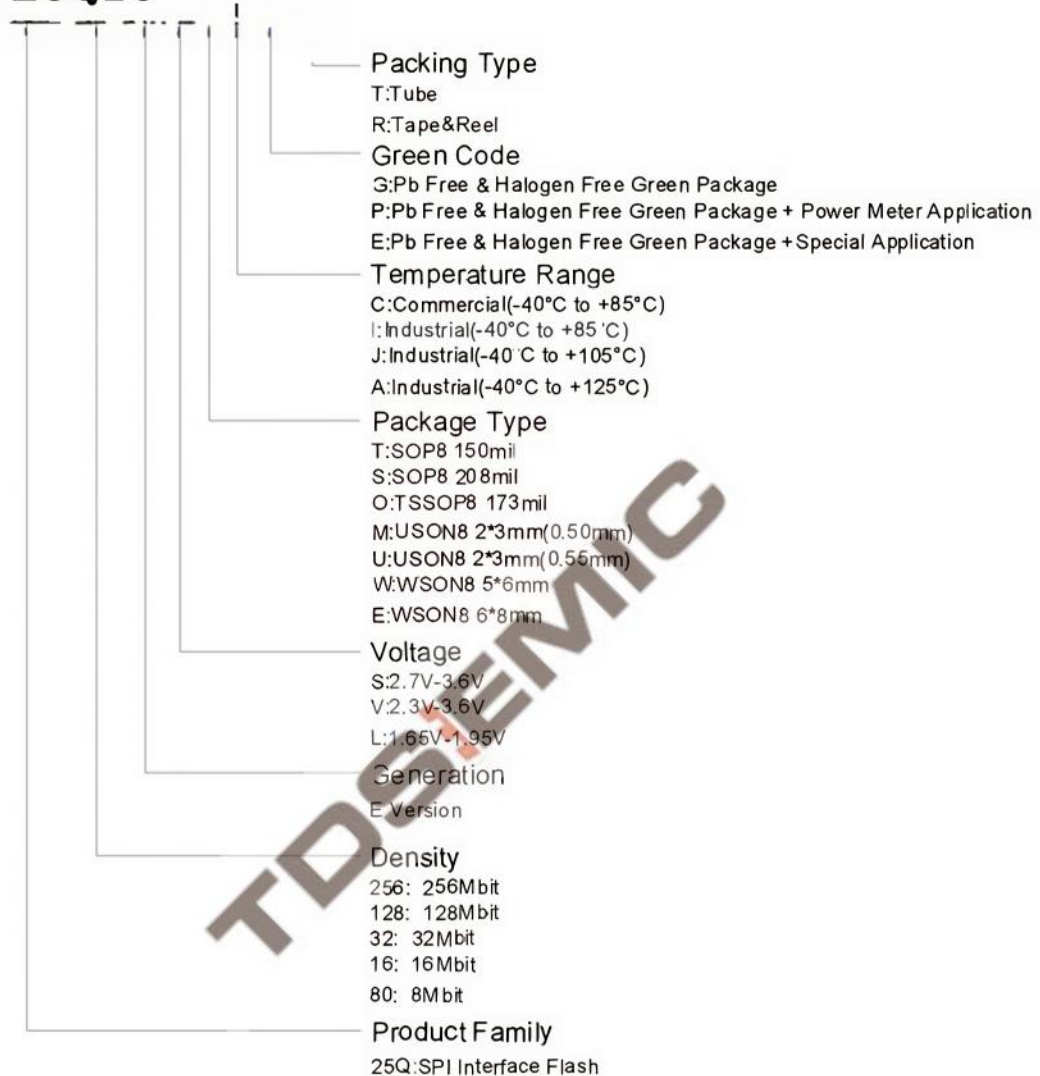 Packing Type
T:Tube
R:Tape&Reel
Green Code
G:Pb Free & Halogen Free Green Package
P:Pb Free & Halogen Free Green Package + Power Meter Application
E:Pb Free & Halogen Free Green Package +Special Application
Temperature Range
C:Commercial(-40°C to +85°C)
I:Industrial(-40°C to +85°C)
J:Industrial(-40°C to +105°C)
A:Industrial(-40°C to +125°C)
Package Type
T:SOP8 150mil
S:SOP8 208mil
O:TSSOP8 173mil
M:USON8 2*3mm(0.50mm)
U:USON8 2*3mm(0.55mm)
W:WSON8 5*6mm
E:WSON8 6*8mm
Voltage
S:2.7V-3.6V
V:2.3V-3.6V
L:1.65V-1.95V
Generation
E Version
Density
256: 256Mbit
128: 128Mbit
32: 32Mbit
16: 16Mbit
80: 8Mbit
Product Family
25Q:SPI Interface Flash
TDSEMIC